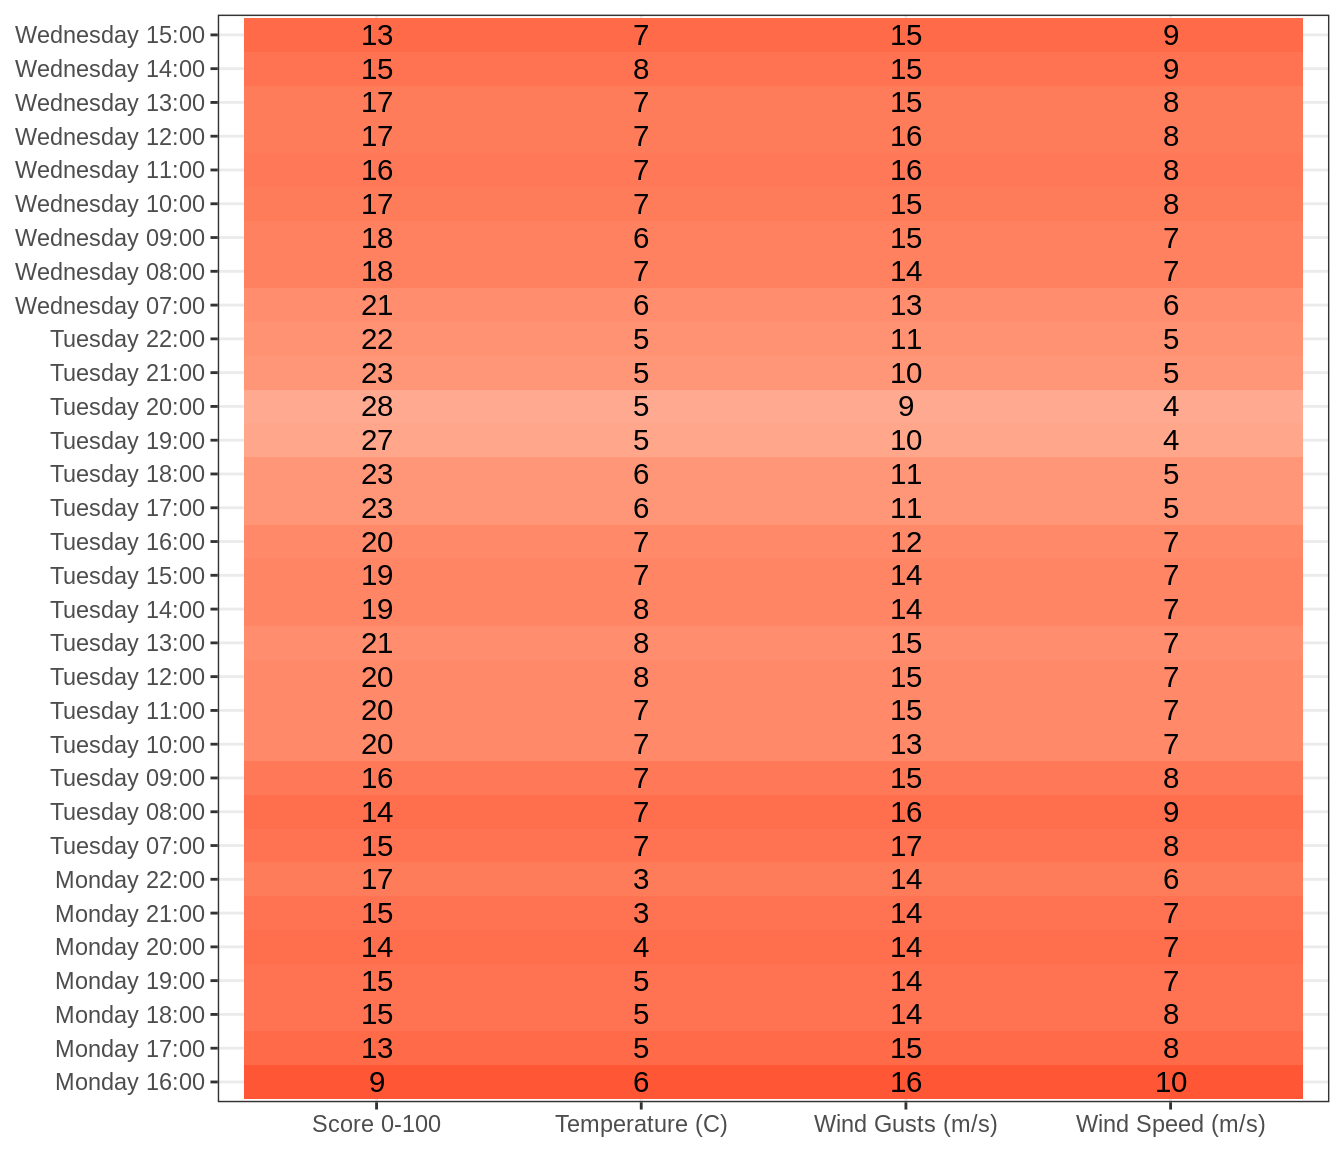 Wednesday 15:00 13 7 15 9
Wednesday 14:00 15 8 15 9
Wednesday 13:00 17 7 15 8
Wednesday 12:00 17 7 16 8
Wednesday 11:00 16 7 16 8
Wednesday 10:00 17 7 15 8
Wednesday 09:00 18 6 15 7
Wednesday 08:00 18 7 14 7
Wednesday 07:00 21 6 13 6
Tuesday 22:00 22 5 11 5
Tuesday 21:00 23 5 10 5
Tuesday 20:00 28 5 9 4
Tuesday 19:00 27 5 10 4
Tuesday 18:00 23 6 11 5
Tuesday 17:00 23 6 11 5
Tuesday 16:00 20 7 12 7
Tuesday 15:00 19 7 14 7
Tuesday 14:00 19 8 14 7
Tuesday 13:00 21 8 15 7
Tuesday 12:00 20 8 15 7
Tuesday 11:00 20 7 15 7
Tuesday 10:00 20 7 13 7
Tuesday 09:00 16 7 15 8
Tuesday 08:00 14 7 16 9
Tuesday 07:00 15 7 17 8
Monday 22:00 17 3 14 6
Monday 21:00 15 3 14 7
Monday 20:00 14 4 14 7
Monday 19:00 15 5 14 7
Monday 18:00 15 5 14 8
Monday 17:00 13 5 15 8
Monday 16:00 9 6 16 10
Score 0-100 Temperature (C) Wind Gusts (m/s) Wind Speed (m/s)